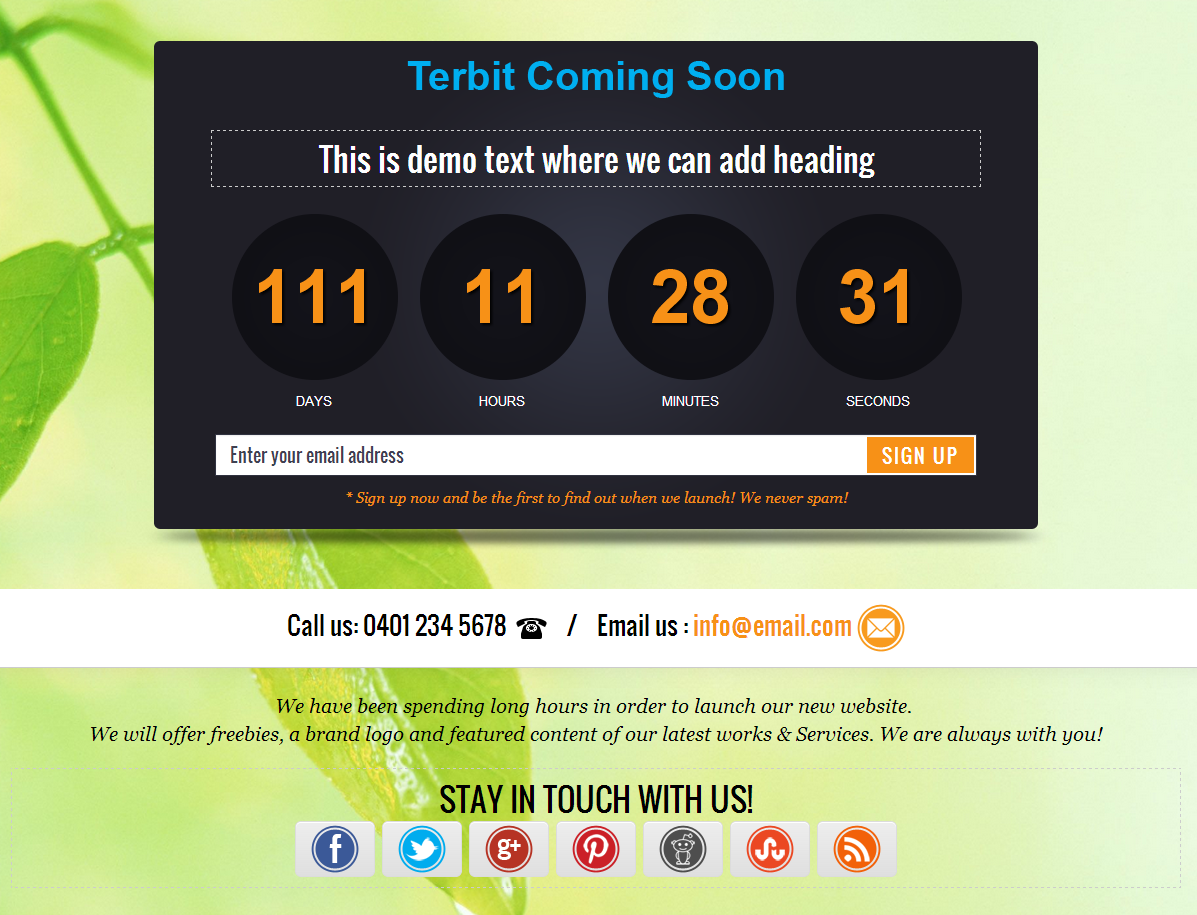 Terbit Coming Soon
This is demo text where we can add heading
111 11 28 31
DAYS HOURS MINUTES SECONDS
Enter your email address SIGN UP
* Sign up now and be the first to find out when we launch! We never spam!
Call us: 0401 234 5678 / Email us : info@email.com
We have been spending long hours in order to launch our new website.
We will offer freebies, a brand logo and featured content of our latest works & Services. We are always with you!
STAY IN TOUCH WITH US!
f g+